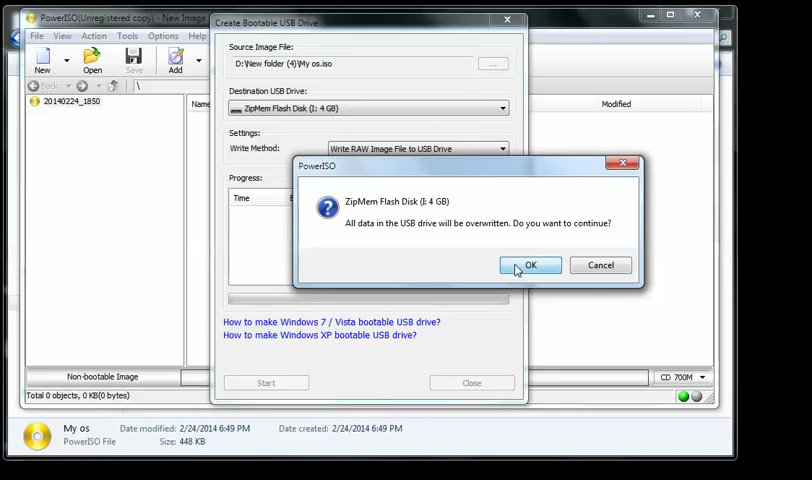 PowerISO(Unregistered copy) - New Image
File View Action Tools Options Help
New Open Save Add
Back \
20140224_1850
Modified
Create Bootable USB Drive
Source Image File:
D:\New folder (4)\My os.iso ...
Destination USB Drive:
ZipMem Flash Disk (I: 4 GB)
Settings:
Write Method: Write RAW Image File to USB Drive
Progress:
Time
PowerISO
ZipMem Flash Disk (I: 4 GB)
All data in the USB drive will be overwritten. Do you want to continue?
OK Cancel
How to make Windows 7 / Vista bootable USB drive?
How to make Windows XP bootable USB drive?
Start Close
Non-bootable Image CD 700M
Total 0 objects, 0 KB(0 bytes)
My os Date modified: 2/24/2014 6:49 PM Date created: 2/24/2014 6:49 PM
PowerISO File Size: 448 KB